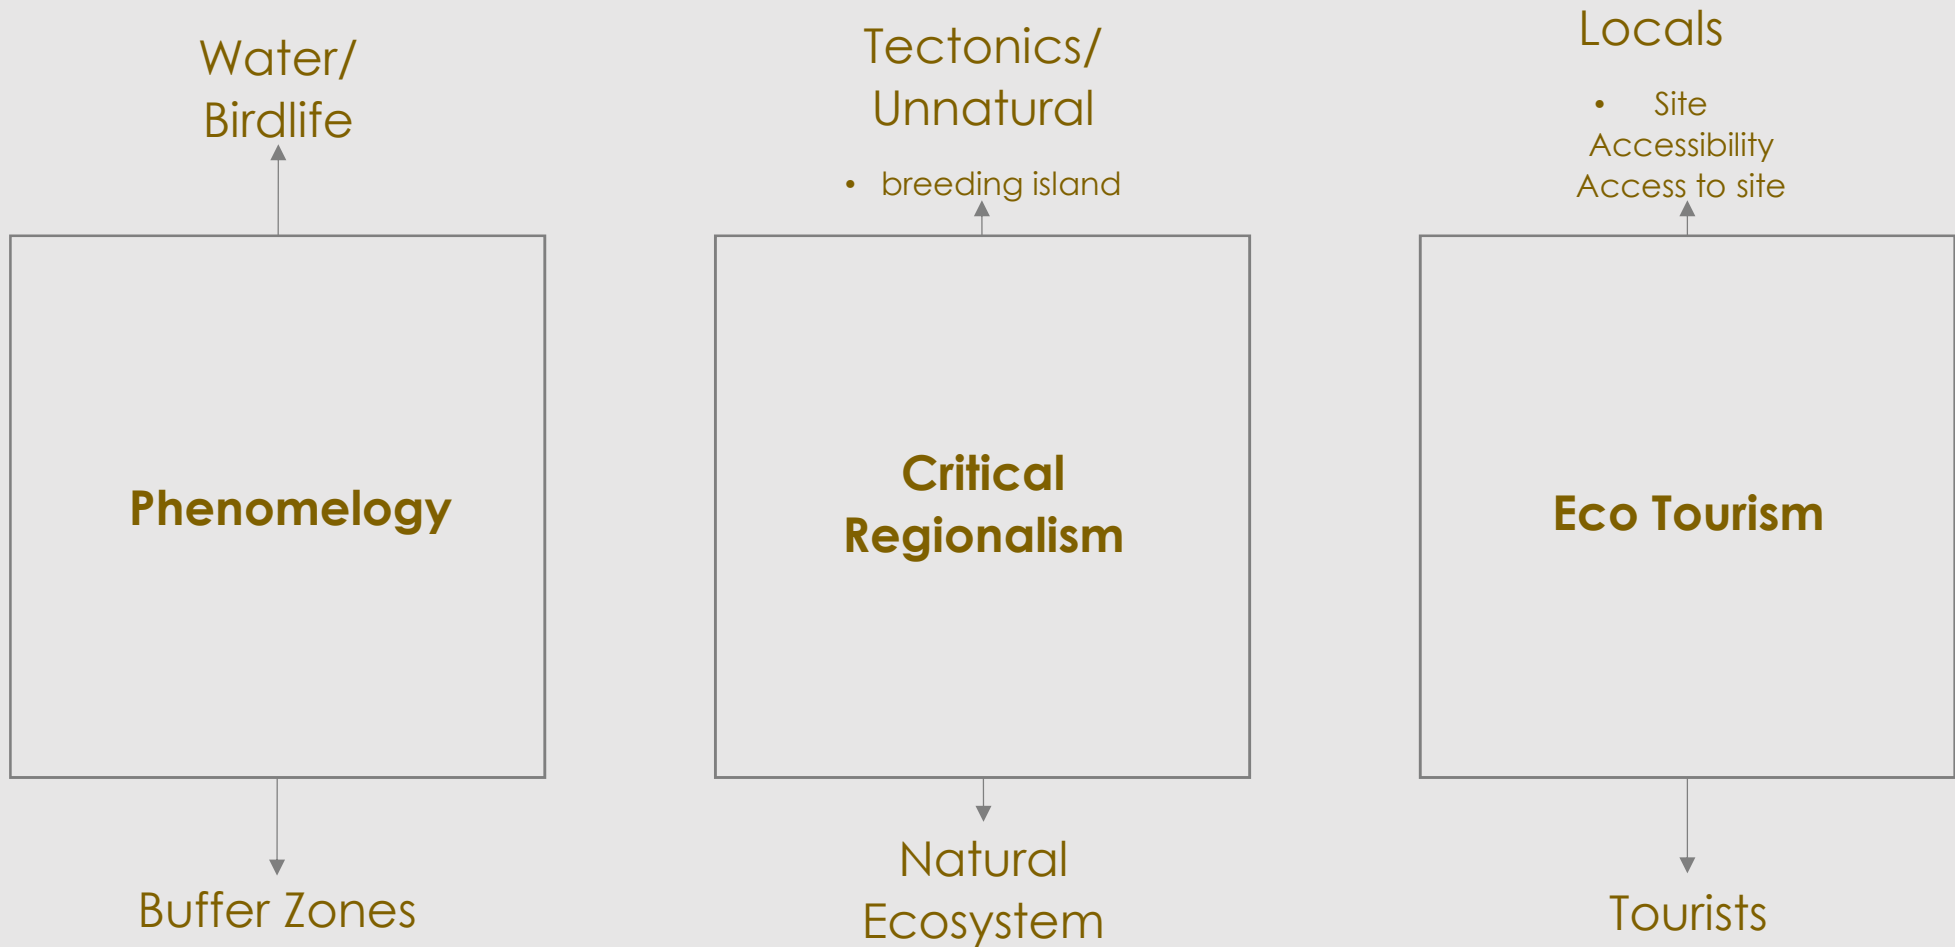 Water/
Birdlife
Tectonics/
Unnatural
• breeding island
Locals
• Site
Accessibility
Access to site
Phenomelogy
Critical
Regionalism
Eco Tourism
Buffer Zones
Natural
Ecosystem
Tourists